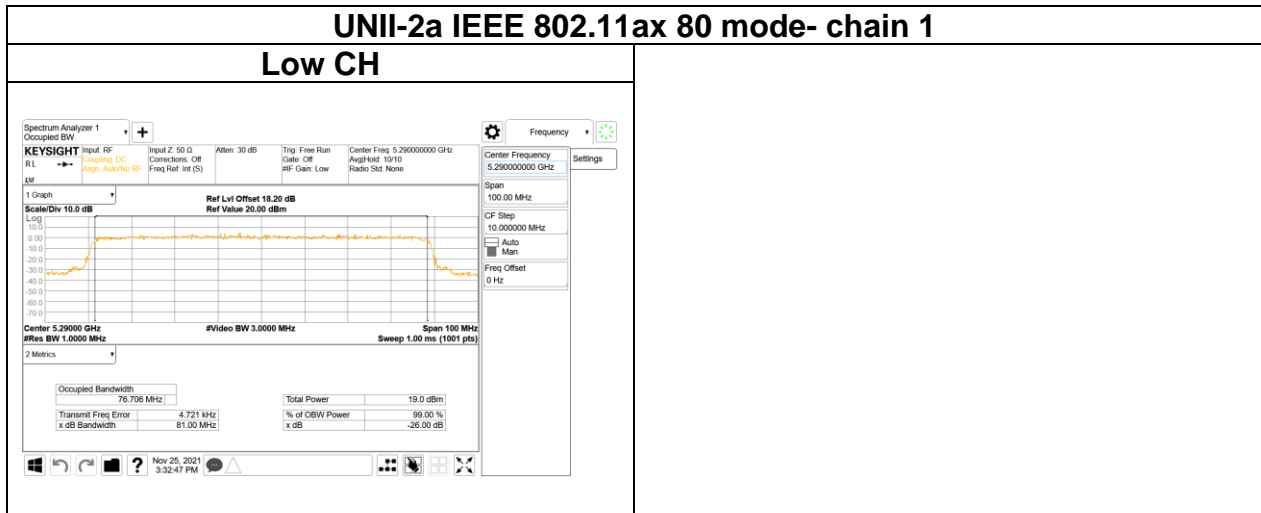 UNII-2a IEEE 802.11ax 80 mode- chain 1
Low CH
Spectrum Analyzer 1
Occupied BW
Frequency
Settings
KEYSIGHT
RL
Input: RF
Coupling: DC
Align: Auto/No RF
Input Z: 50 Ω
Corrections: Off
Freq Ref: Int (S)
Atten: 30 dB
Trig: Free Run
Gate: Off
#IF Gain: Low
Center Freq: 5.290000000 GHz
Avg|Hold: 10/10
Radio Std: None
Center Frequency
5.290000000 GHz
Span
100.00 MHz
CF Step
10.000000 MHz
Auto
Man
Freq Offset
0 Hz
1 Graph
Scale/Div 10.0 dB
Ref Lvl Offset 18.20 dB
Ref Value 20.00 dBm
Log
10.0
0.00
-10.0
-20.0
-30.0
-40.0
-50.0
-60.0
-70.0
Center 5.29000 GHz
#Res BW 1.0000 MHz
#Video BW 3.0000 MHz
Span 100 MHz
Sweep 1.00 ms (1001 pts)
2 Metrics
Occupied Bandwidth
76.706 MHz
Total Power 19.0 dBm
Transmit Freq Error 4.721 kHz
% of OBW Power 99.00 %
x dB Bandwidth 81.00 MHz
x dB -26.00 dB
?
Nov 25, 2021
3:32:47 PM